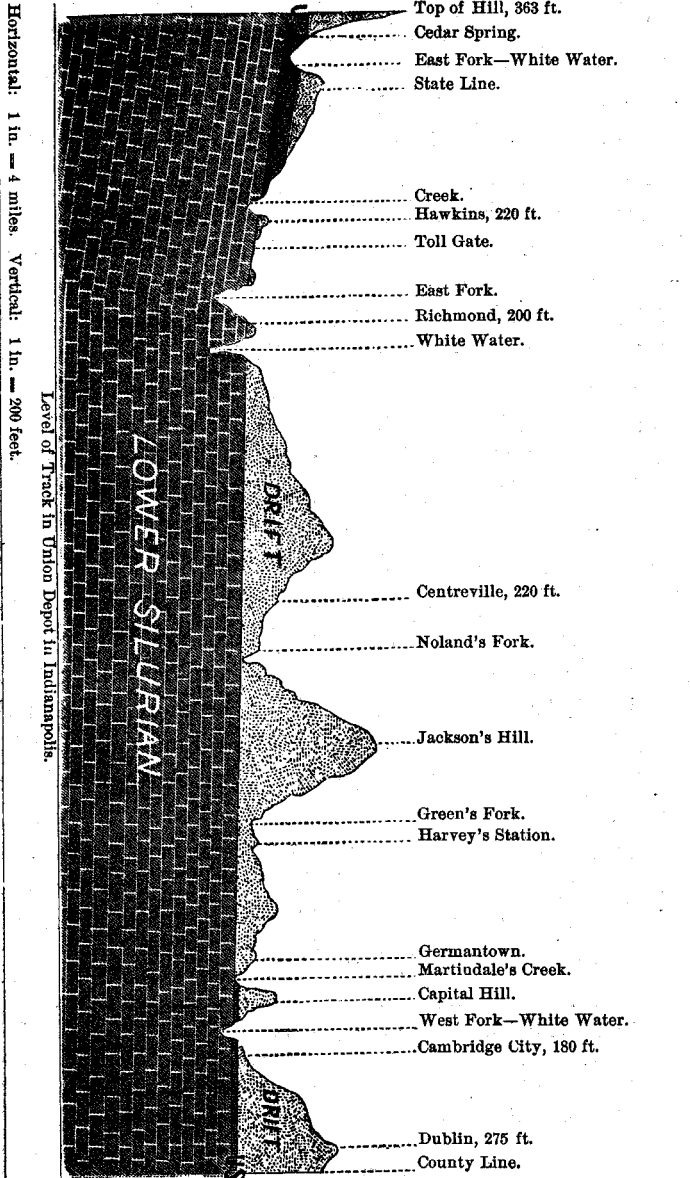 Top of Hill, 363 ft.
Cedar Spring.
East Fork—White Water.
State Line.
Creek.
Hawkins, 220 ft.
Toll Gate.
East Fork.
Richmond, 200 ft.
White Water.
Centreville, 220 ft.
Noland's Fork.
Jackson's Hill.
Green's Fork.
Harvey's Station.
Germantown.
Martindale's Creek.
Capital Hill.
West Fork—White Water.
Cambridge City, 180 ft.
Dublin, 275 ft.
County Line.
DRIFT
DRIFT
LOWER SILURIAN
Level of Track in Union Depot in Indianapolis.
Horizontal: 1 in. = 4 miles. Vertical: 1 in. = 200 feet.